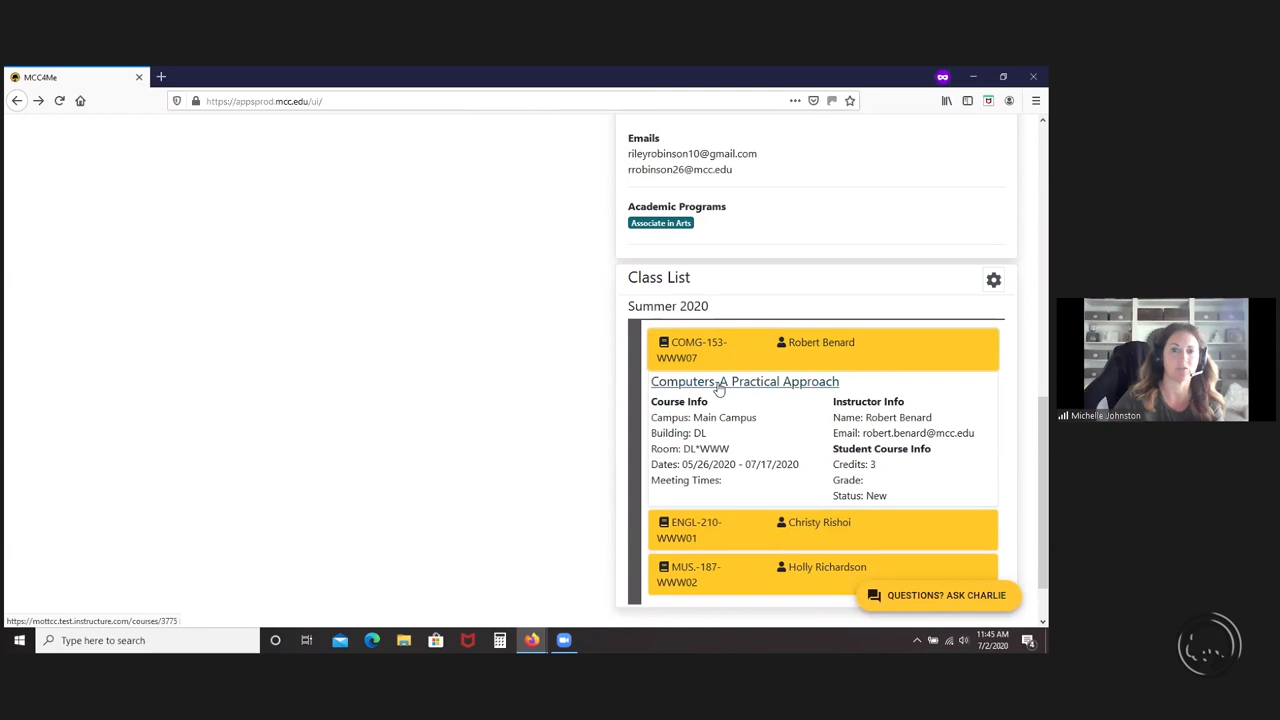 MCC4Me
https://appsprod.mcc.edu/ui/
Emails
rileyrobinson10@gmail.com
rrobinson26@mcc.edu
Academic Programs
Associate in Arts
Class List
Summer 2020
COMG-153-
WWW07
Robert Benard
Computers-A Practical Approach
Course Info
Campus: Main Campus
Building: DL
Room: DL*WWW
Dates: 05/26/2020 - 07/17/2020
Meeting Times:
Instructor Info
Name: Robert Benard
Email: robert.benard@mcc.edu
Student Course Info
Credits: 3
Grade:
Status: New
ENGL-210-
WWW01
Christy Rishoi
MUS.-187-
WWW02
Holly Richardson
QUESTIONS? ASK CHARLIE
https://mottcc.test.instructure.com/courses/3775
Type here to search
11:45 AM
7/2/2020
4
Michelle Johnston